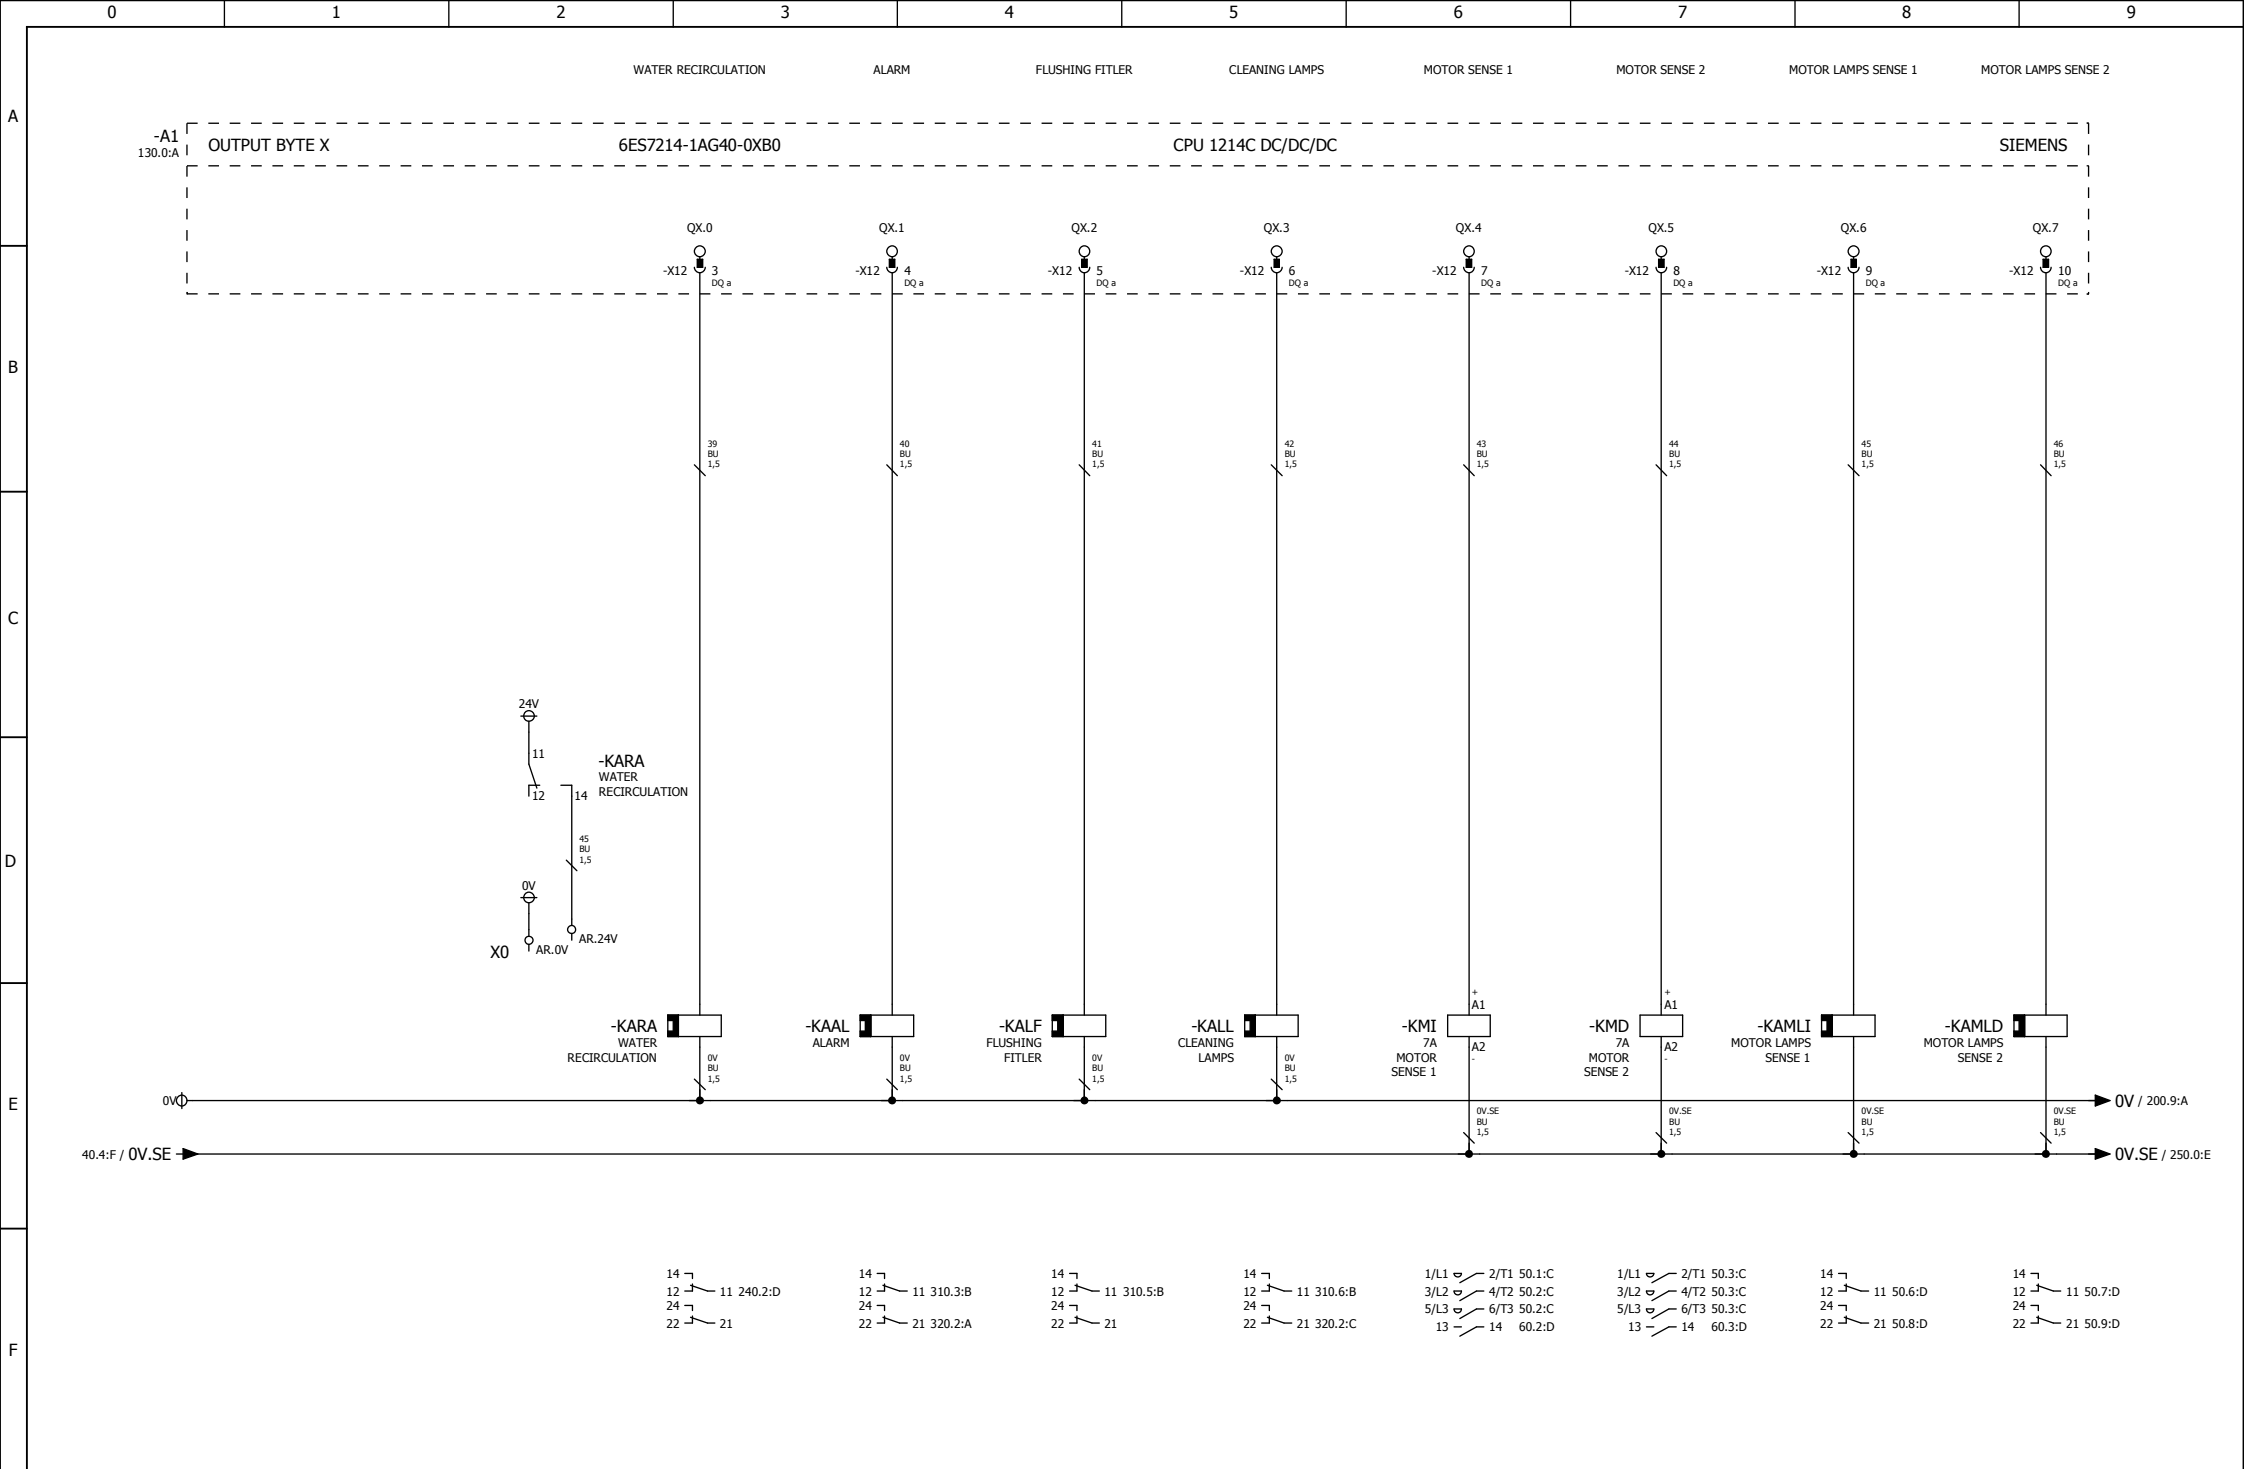 0 1 2 3 4 5 6 7 8 9
WATER RECIRCULATION ALARM FLUSHING FITLER CLEANING LAMPS MOTOR SENSE 1 MOTOR SENSE 2 MOTOR LAMPS SENSE 1 MOTOR LAMPS SENSE 2
A
-A1 OUTPUT BYTE X 6ES7214-1AG40-0XB0 CPU 1214C DC/DC/DC SIEMENS
130.0:A
QX.0 QX.1 QX.2 QX.3 QX.4 QX.5 QX.6 QX.7
-X12 3 -X12 4 -X12 5 -X12 6 -X12 7 -X12 8 -X12 9 -X12 10
DQ a DQ a DQ a DQ a DQ a DQ a DQ a DQ a
B
39 40 41 42 43 44 45 46
BU BU BU BU BU BU BU BU
1,5 1,5 1,5 1,5 1,5 1,5 1,5 1,5
C
24V
11
-KARA
WATER
RECIRCULATION
12 14
45
BU
1,5
D
0V
AR.24V
X0 AR.0V
+ +
A1 A1
-KARA -KAAL -KALF -KALL -KMI -KMD -KAMLI -KAMLD
WATER ALARM FLUSHING CLEANING 7A 7A MOTOR LAMPS MOTOR LAMPS
A2 A2
RECIRCULATION FITLER LAMPS MOTOR MOTOR SENSE 1 SENSE 2
- -
SENSE 1 SENSE 2
0V 0V 0V 0V
BU BU BU BU
1,5 1,5 1,5 1,5
E
0V 0V / 200.9:A
0V.SE 0V.SE 0V.SE 0V.SE
BU BU BU BU
1,5 1,5 1,5 1,5
40.4:F / 0V.SE 0V.SE / 250.0:E
14 14 14 14 1/L1 2/T1 50.1:C 1/L1 2/T1 50.3:C 14 14
12 11 240.2:D 12 11 310.3:B 12 11 310.5:B 12 11 310.6:B 3/L2 4/T2 50.2:C 3/L2 4/T2 50.3:C 12 11 50.6:D 12 11 50.7:D
24 24 24 24 5/L3 6/T3 50.2:C 5/L3 6/T3 50.3:C 24 24
22 21 22 21 320.2:A 22 21 22 21 320.2:C 13 14 60.2:D 13 14 60.3:D 22 21 50.8:D 22 21 50.9:D
F